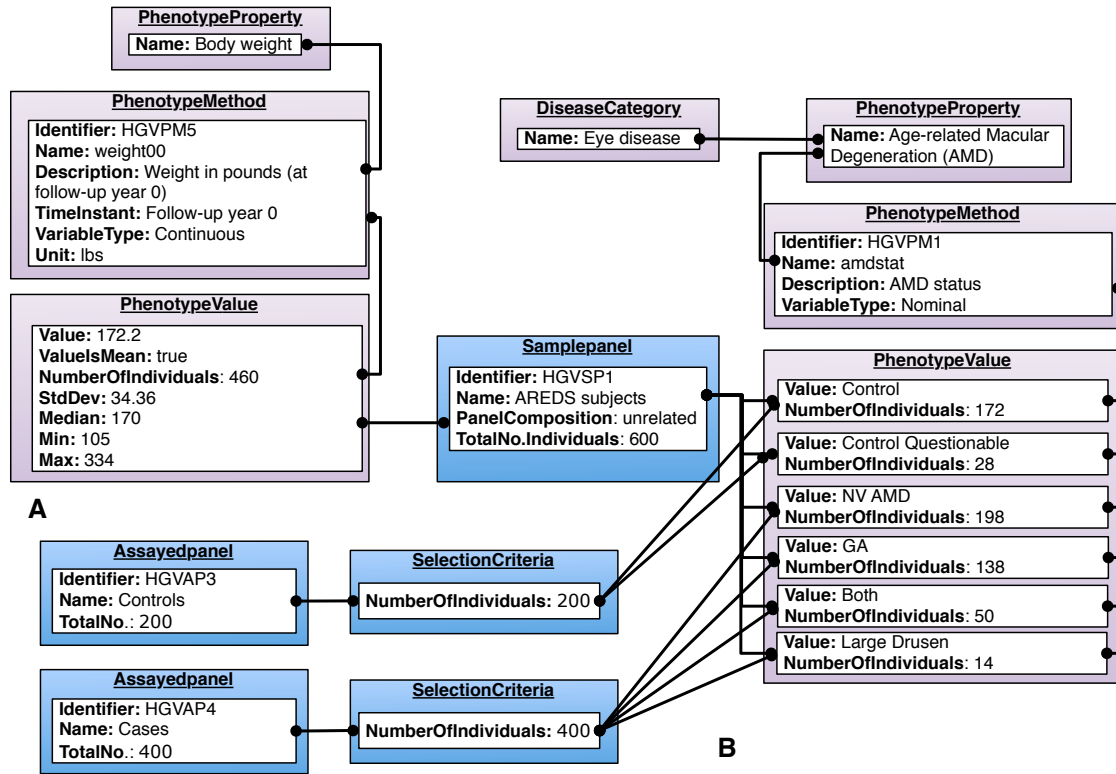 PhenotypeProperty
Name: Body weight
PhenotypeMethod
Identifier: HGVPM5
Name: weight00
Description: Weight in pounds (at
follow-up year 0)
TimeInstant: Follow-up year 0
VariableType: Continuous
Unit: lbs
PhenotypeValue
Value: 172.2
ValueIsMean: true
NumberOfIndividuals: 460
StdDev: 34.36
Median: 170
Min: 105
Max: 334
A
Samplepanel
Identifier: HGVSP1
Name: AREDS subjects
PanelComposition: unrelated
TotalNo.Individuals: 600
DiseaseCategory
Name: Eye disease
PhenotypeProperty
Name: Age-related Macular
Degeneration (AMD)
PhenotypeMethod
Identifier: HGVPM1
Name: amdstat
Description: AMD status
VariableType: Nominal
PhenotypeValue
Value: Control
NumberOfIndividuals: 172
Value: Control Questionable
NumberOfIndividuals: 28
Value: NV AMD
NumberOfIndividuals: 198
Value: GA
NumberOfIndividuals: 138
Value: Both
NumberOfIndividuals: 50
Value: Large Drusen
NumberOfIndividuals: 14
Assayedpanel
Identifier: HGVAP3
Name: Controls
TotalNo.: 200
SelectionCriteria
NumberOfIndividuals: 200
Assayedpanel
Identifier: HGVAP4
Name: Cases
TotalNo.: 400
SelectionCriteria
NumberOfIndividuals: 400
B